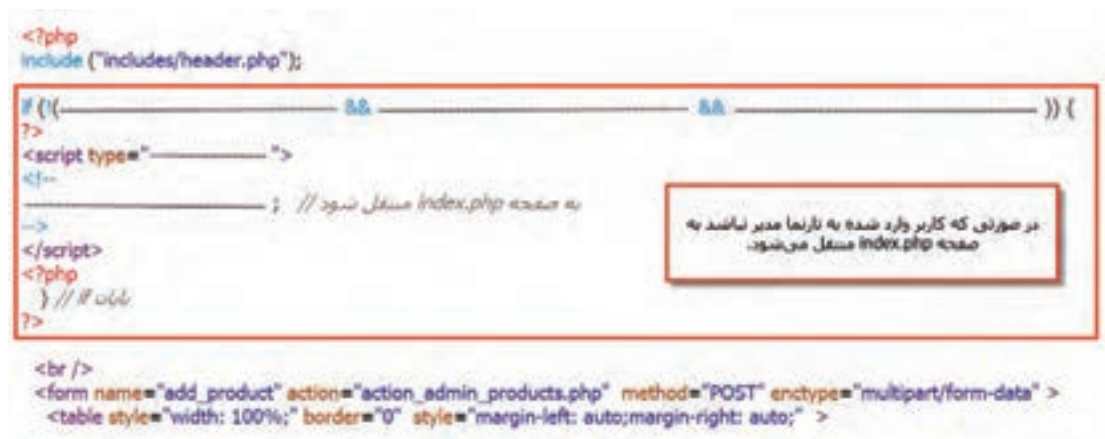 <?php
include ("includes/header.php");
if (!( && && )) {
?>
<script type=" ">
<!--
; // به صفحه index.php منتقل شود
-->
</script>
<?php
} // if پایان
?>
در صورتی که کاربر وارد شده به تارنما مدیر نباشد به
صفحه index.php منتقل می‌شود.
<br />
<form name="add_product" action="action_admin_products.php" method="POST" enctype="multipart/form-data" >
<table style="width: 100%;" border="0" style="margin-left: auto;margin-right: auto;" >